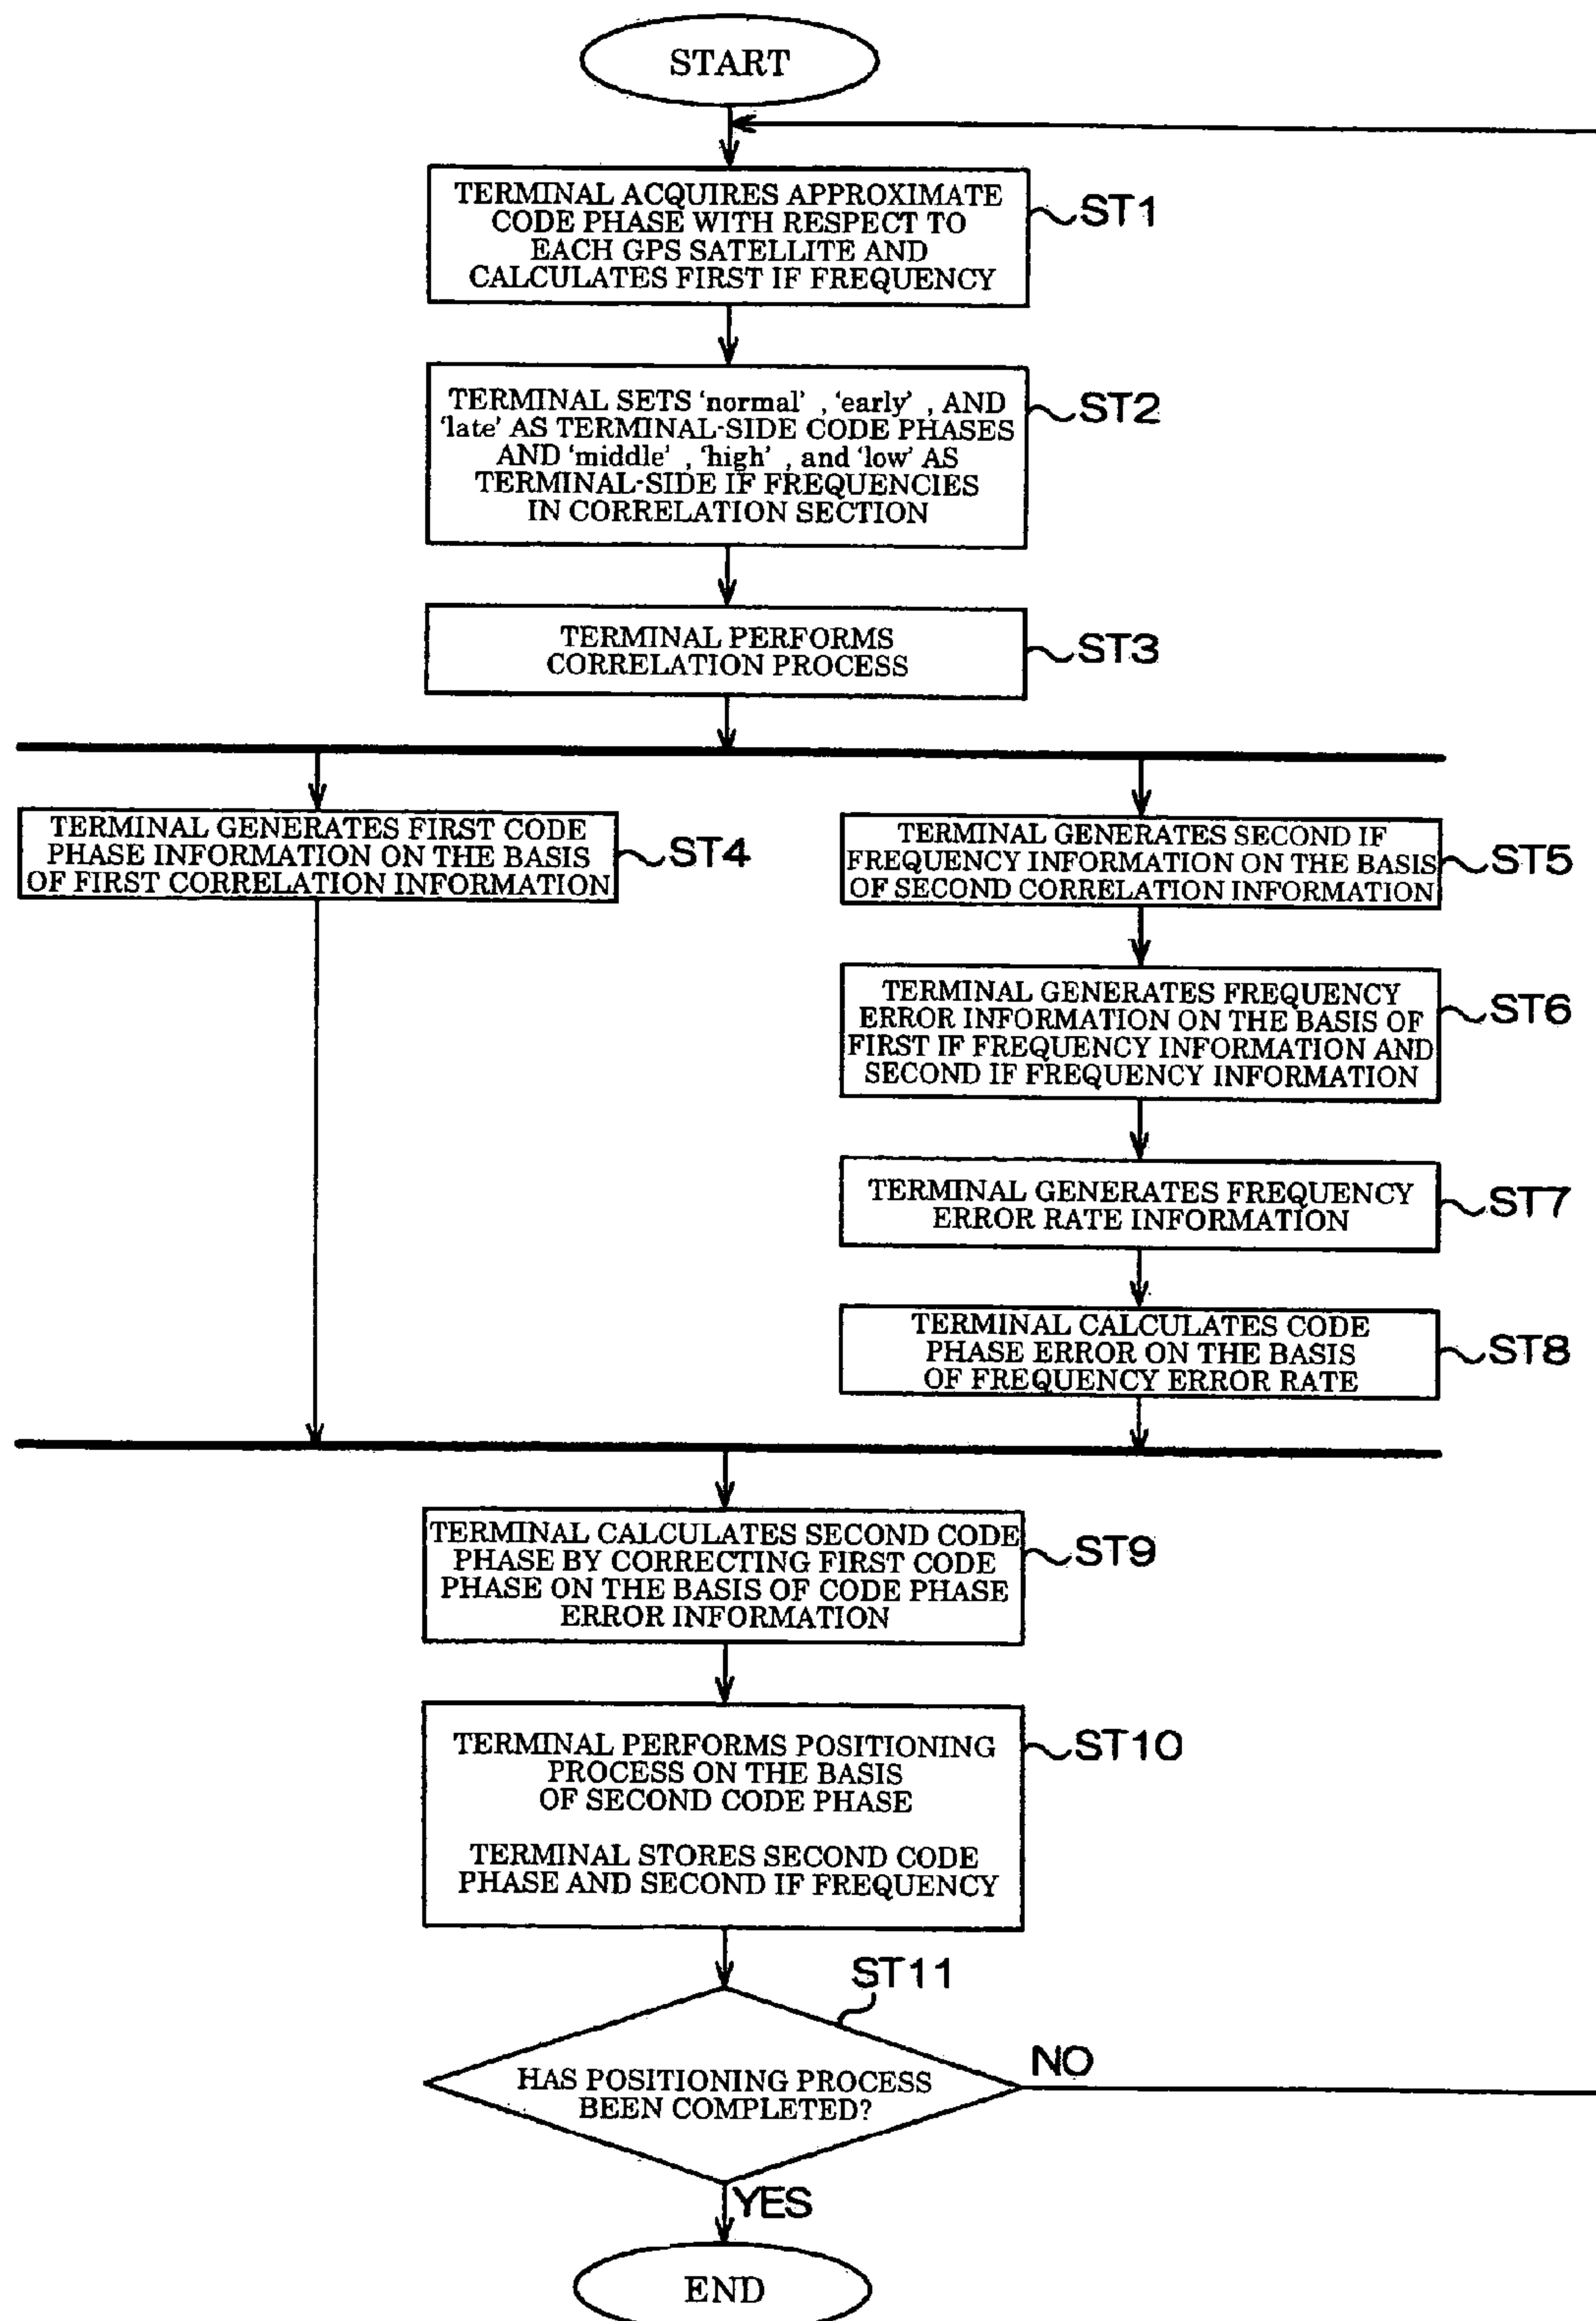 START
TERMINAL ACQUIRES APPROXIMATE
CODE PHASE WITH RESPECT TO
EACH GPS SATELLITE AND
CALCULATES FIRST IF FREQUENCY
ST1
TERMINAL SETS 'normal' , 'early' , AND
'late' AS TERMINAL-SIDE CODE PHASES
AND 'middle' , 'high' , and 'low' AS
TERMINAL-SIDE IF FREQUENCIES
IN CORRELATION SECTION
ST2
TERMINAL PERFORMS
CORRELATION PROCESS
ST3
TERMINAL GENERATES FIRST CODE
PHASE INFORMATION ON THE BASIS
OF FIRST CORRELATION INFORMATION
ST4
TERMINAL GENERATES SECOND IF
FREQUENCY INFORMATION ON THE BASIS
OF SECOND CORRELATION INFORMATION
ST5
TERMINAL GENERATES FREQUENCY
ERROR INFORMATION ON THE BASIS OF
FIRST IF FREQUENCY INFORMATION AND
SECOND IF FREQUENCY INFORMATION
ST6
TERMINAL GENERATES FREQUENCY
ERROR RATE INFORMATION
ST7
TERMINAL CALCULATES CODE
PHASE ERROR ON THE BASIS
OF FREQUENCY ERROR RATE
ST8
TERMINAL CALCULATES SECOND CODE
PHASE BY CORRECTING FIRST CODE
PHASE ON THE BASIS OF CODE PHASE
ERROR INFORMATION
ST9
TERMINAL PERFORMS POSITIONING
PROCESS ON THE BASIS
OF SECOND CODE PHASE
TERMINAL STORES SECOND CODE
PHASE AND SECOND IF FREQUENCY
ST10
ST11
HAS POSITIONING PROCESS
BEEN COMPLETED?
NO
YES
END